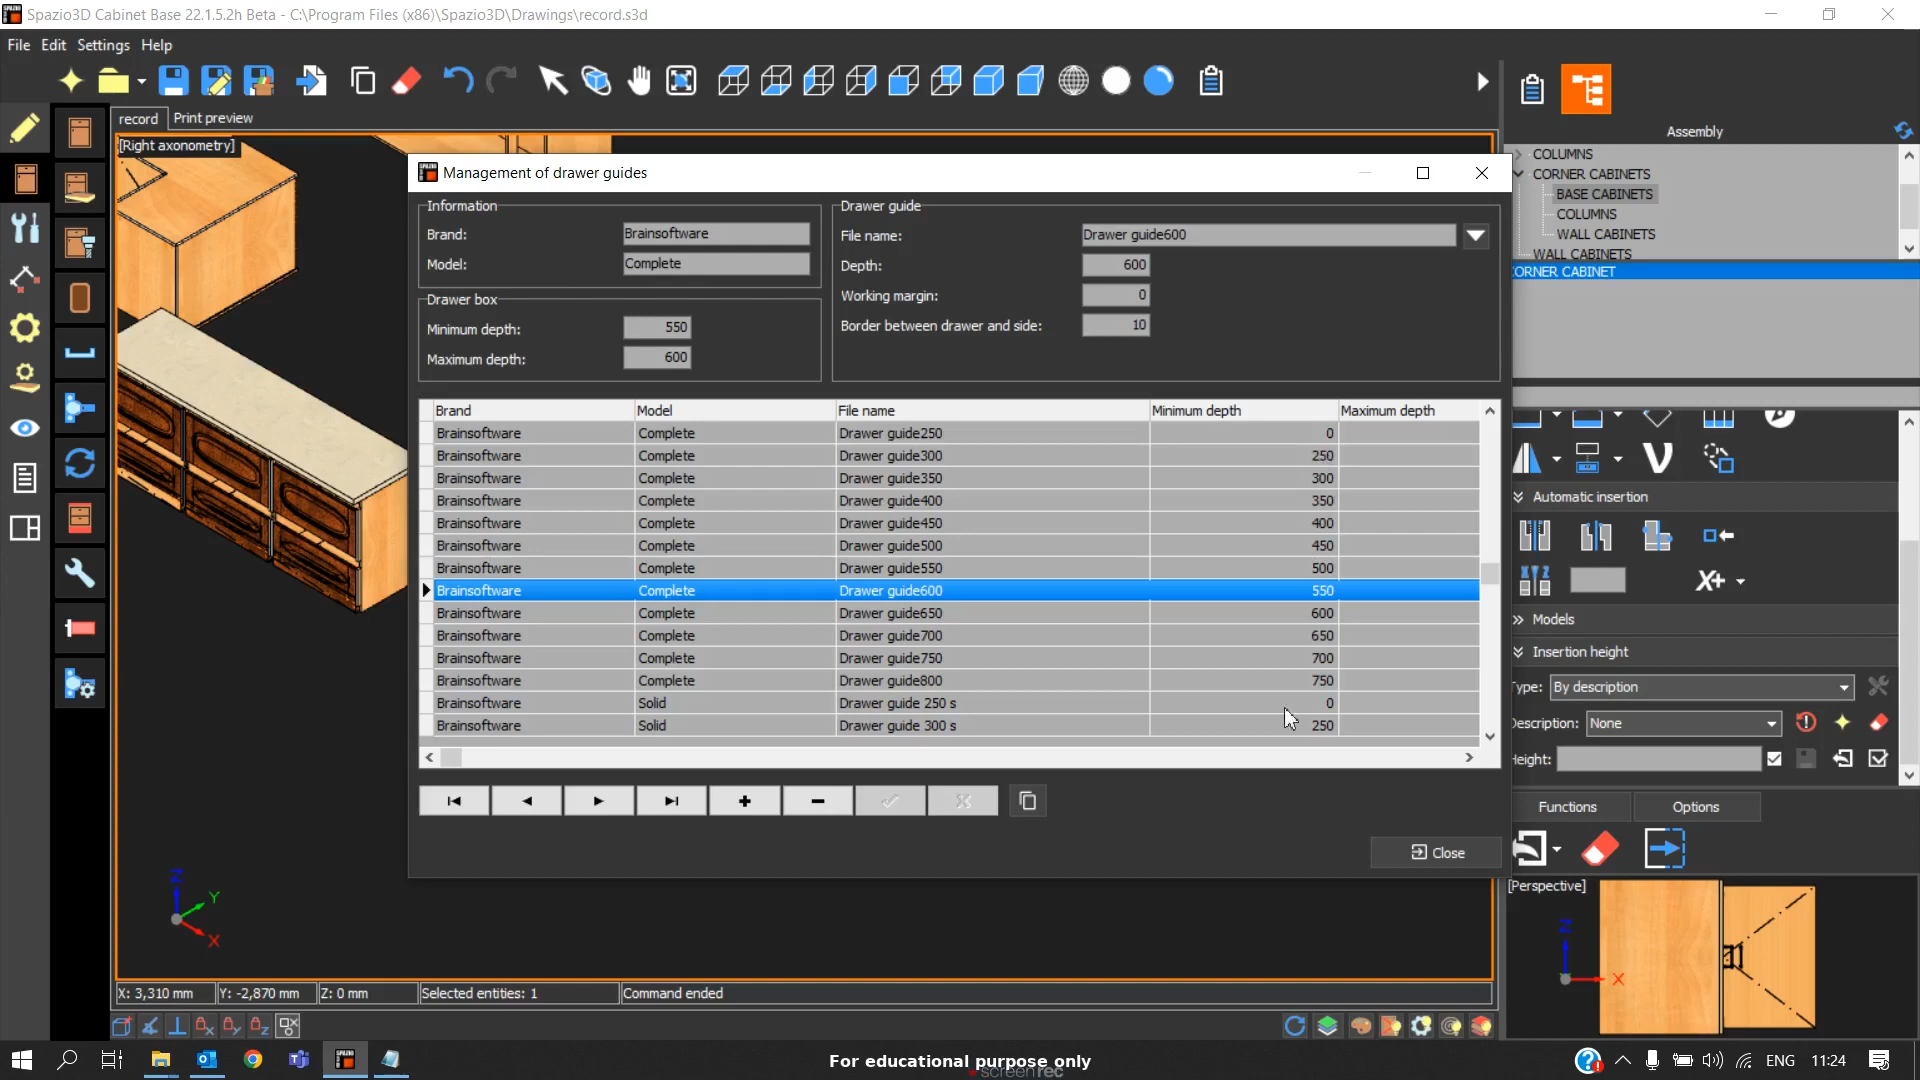 Spazio3D Cabinet Base 22.1.5.2h Beta - C:\Program Files (x86)\Spazio3D\Drawings\record.s3d
File Edit Settings Help
record Print preview
[Right axonometry]
Assembly
COLUMNS
CORNER CABINETS
BASE CABINETS
COLUMNS
WALL CABINETS
WALL CABINETS
CORNER CABINET
Management of drawer guides
Information
Brand: Brainsoftware
Model: Complete
Drawer box
Minimum depth: 550
Maximum depth: 600
Drawer guide
File name: Drawer guide600
Depth: 600
Working margin: 0
Border between drawer and side: 10
Brand Model File name Minimum depth Maximum depth
Brainsoftware Complete Drawer guide250 0
Brainsoftware Complete Drawer guide300 250
Brainsoftware Complete Drawer guide350 300
Brainsoftware Complete Drawer guide400 350
Brainsoftware Complete Drawer guide450 400
Brainsoftware Complete Drawer guide500 450
Brainsoftware Complete Drawer guide550 500
Brainsoftware Complete Drawer guide600 550
Brainsoftware Complete Drawer guide650 600
Brainsoftware Complete Drawer guide700 650
Brainsoftware Complete Drawer guide750 700
Brainsoftware Complete Drawer guide800 750
Brainsoftware Solid Drawer guide 250 s 0
Brainsoftware Solid Drawer guide 300 s 250
Close
Automatic insertion
X+
Models
Insertion height
Type: By description
Description: None
Height:
Functions Options
[Perspective]
Z
X
Z
Y
X
X: 3,310 mm Y: -2,870 mm Z: 0 mm Selected entities: 1 Command ended
For educational purpose only
screenrec
ENG 11:24